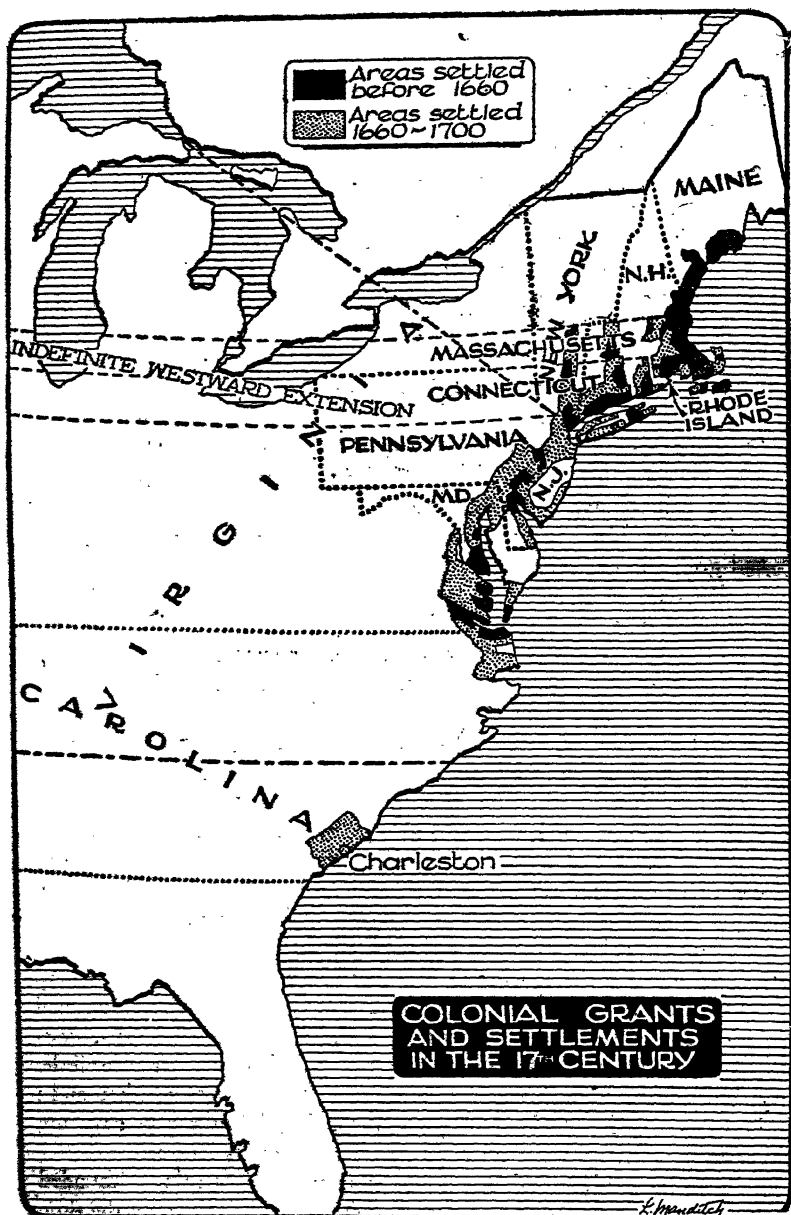 Areas settled
before 1660
Areas settled
1660~1700
MAINE
NEW YORK
N.H.
MASSACHUSETTS
INDEFINITE WESTWARD EXTENSION
CONNECTICUT
RHODE
ISLAND
PENNSYLVANIA
N.J.
MD.
VIRGINIA
CAROLINA
Charleston
COLONIAL GRANTS
AND SETTLEMENTS
IN THE 17TH CENTURY